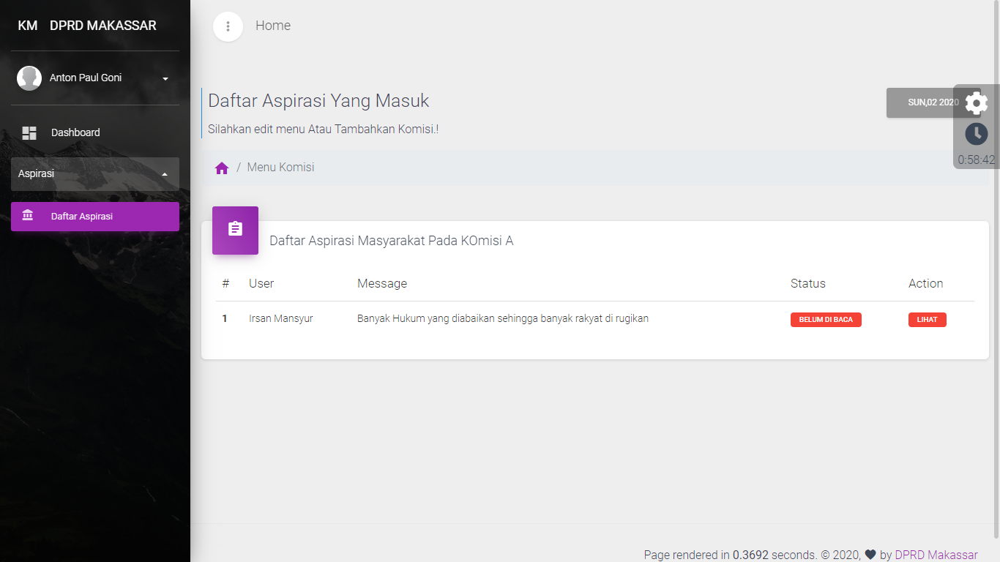 KM DPRD MAKASSAR
Home
Anton Paul Goni
Dashboard
Aspirasi
Daftar Aspirasi
Daftar Aspirasi Yang Masuk
Silahkan edit menu Atau Tambahkan Komisi.!
SUN,02 2020
0:58:42
/ Menu Komisi
Daftar Aspirasi Masyarakat Pada KOmisi A
# User Message Status Action
1 Irsan Mansyur Banyak Hukum yang diabaikan sehingga banyak rakyat di rugikan BELUM DI BACA LIHAT
Page rendered in 0.3692 seconds. © 2020, ♥ by DPRD Makassar